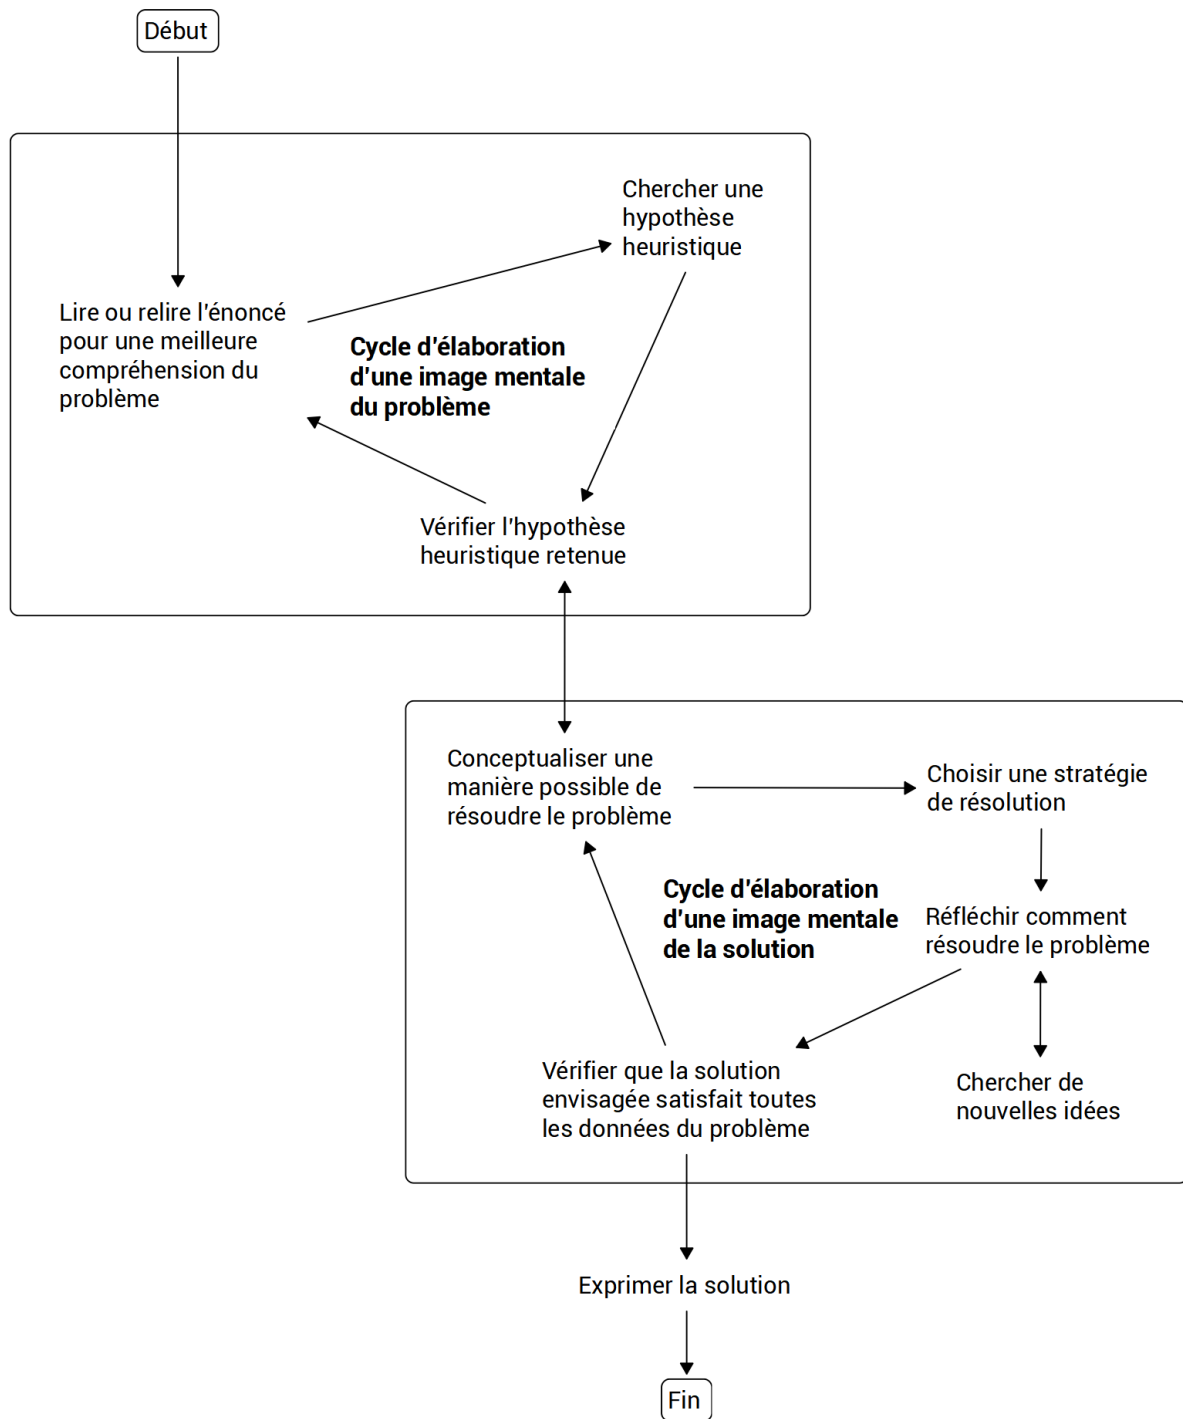 Début
Chercher une
hypothèse
heuristique
Lire ou relire l'énoncé
pour une meilleure
compréhension du
problème
Cycle d'élaboration
d'une image mentale
du problème
Vérifier l'hypothèse
heuristique retenue
Conceptualiser une
manière possible de
résoudre le problème
Choisir une stratégie
de résolution
Cycle d'élaboration
d'une image mentale
de la solution
Réfléchir comment
résoudre le problème
Vérifier que la solution
envisagée satisfait toutes
les données du problème
Chercher de
nouvelles idées
Exprimer la solution
Fin